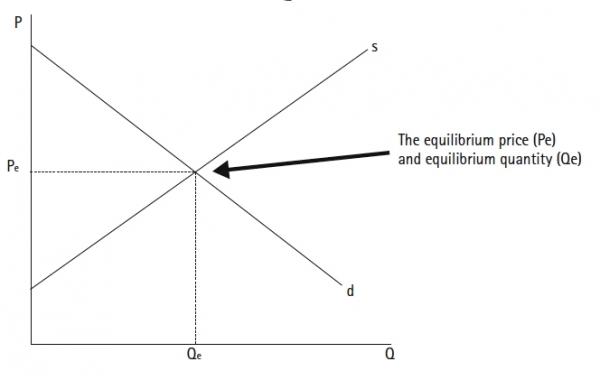 P
s
The equilibrium price (Pe)
and equilibrium quantity (Qe)
Pe
d
Qe
Q